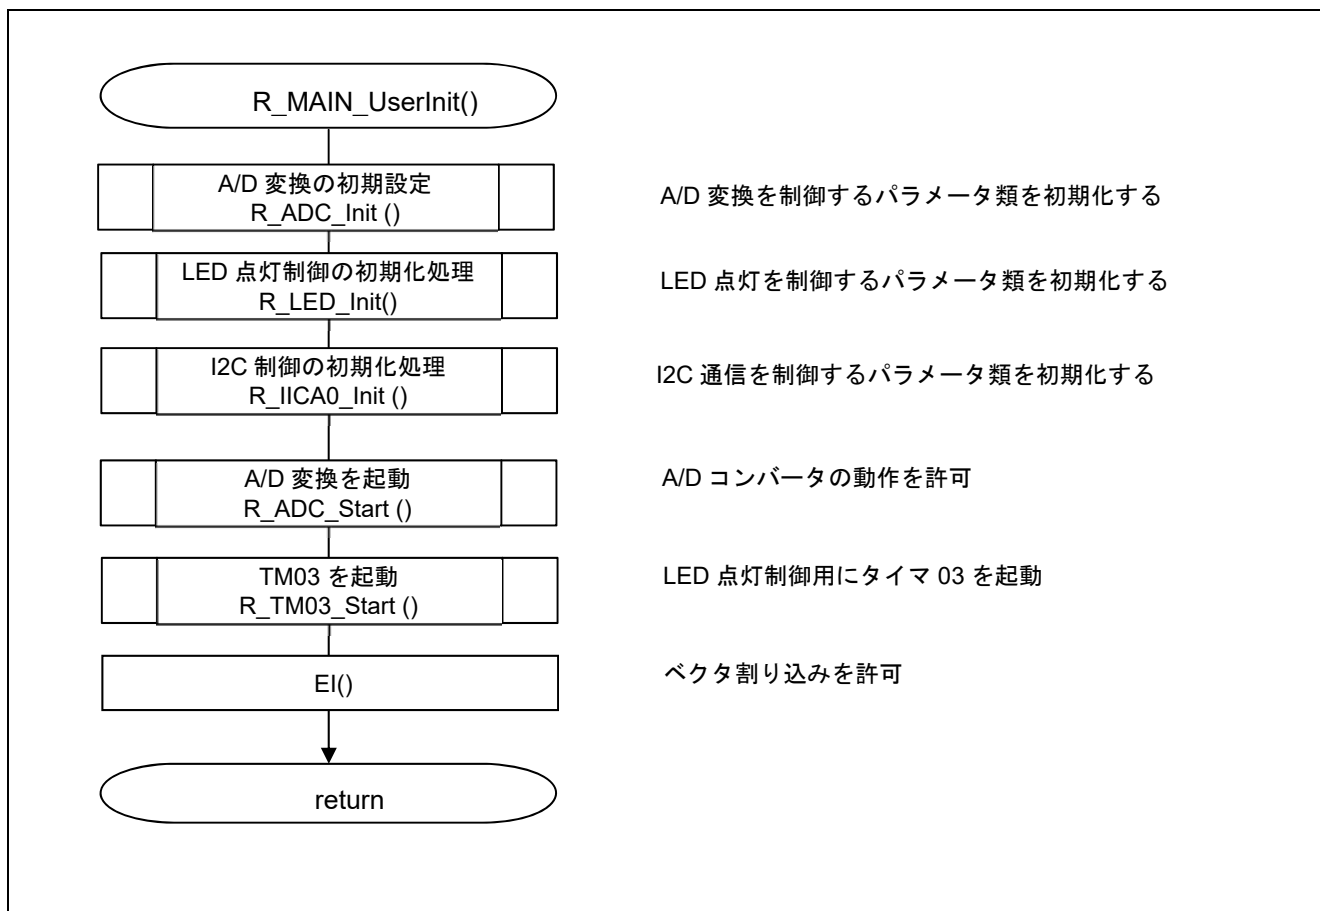 R_MAIN_UserInit()
A/D 変換の初期設定
R_ADC_Init ()
A/D 変換を制御するパラメータ類を初期化する
LED 点灯制御の初期化処理
R_LED_Init()
LED 点灯を制御するパラメータ類を初期化する
I2C 制御の初期化処理
R_IICA0_Init ()
I2C 通信を制御するパラメータ類を初期化する
A/D 変換を起動
R_ADC_Start ()
A/D コンバータの動作を許可
TM03 を起動
R_TM03_Start ()
LED 点灯制御用にタイマ 03 を起動
EI()
ベクタ割り込みを許可
return